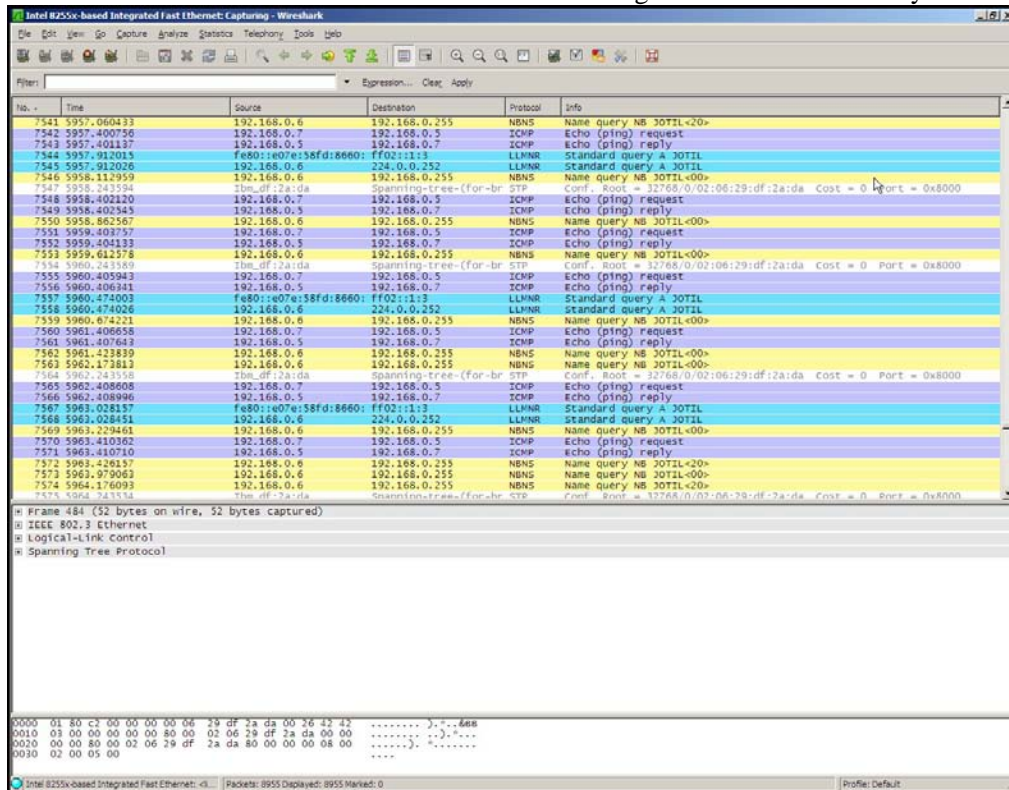 Intel 8255x-based Integrated Fast Ethernet: Capturing - Wireshark
File Edit View Go Capture Analyze Statistics Telephony Tools Help
Filter: Expression... Clear Apply
No. . Time Source Destination Protocol Info
7541 5957.060433 192.168.0.6 192.168.0.255 NBNS Name query NB JOTIL<20>
7542 5957.400756 192.168.0.7 192.168.0.5 ICMP Echo (ping) request
7543 5957.401137 192.168.0.5 192.168.0.7 ICMP Echo (ping) reply
7544 5957.912015 fe80::e07e:58fd:8660: ff02::1:3 LLMNR Standard query A JOTIL
7545 5957.912026 192.168.0.6 224.0.0.252 LLMNR Standard query A JOTIL
7546 5958.112959 192.168.0.6 192.168.0.255 NBNS Name query NB JOTIL<00>
7547 5958.243594 Ibm_df:2a:da Spanning-tree-(for-br STP Conf. Root = 32768/0/02:06:29:df:2a:da Cost = 0 Port = 0x8000
7548 5958.402120 192.168.0.7 192.168.0.5 ICMP Echo (ping) request
7549 5958.402545 192.168.0.5 192.168.0.7 ICMP Echo (ping) reply
7550 5958.862567 192.168.0.6 192.168.0.255 NBNS Name query NB JOTIL<00>
7551 5959.403757 192.168.0.7 192.168.0.5 ICMP Echo (ping) request
7552 5959.404133 192.168.0.5 192.168.0.7 ICMP Echo (ping) reply
7553 5959.612578 192.168.0.6 192.168.0.255 NBNS Name query NB JOTIL<00>
7554 5960.243589 Ibm_df:2a:da Spanning-tree-(for-br STP Conf. Root = 32768/0/02:06:29:df:2a:da Cost = 0 Port = 0x8000
7555 5960.405943 192.168.0.7 192.168.0.5 ICMP Echo (ping) request
7556 5960.406341 192.168.0.5 192.168.0.7 ICMP Echo (ping) reply
7557 5960.474003 fe80::e07e:58fd:8660: ff02::1:3 LLMNR Standard query A JOTIL
7558 5960.474026 192.168.0.6 224.0.0.252 LLMNR Standard query A JOTIL
7559 5960.674221 192.168.0.6 192.168.0.255 NBNS Name query NB JOTIL<00>
7560 5961.406658 192.168.0.7 192.168.0.5 ICMP Echo (ping) request
7561 5961.407643 192.168.0.5 192.168.0.7 ICMP Echo (ping) reply
7562 5961.423839 192.168.0.6 192.168.0.255 NBNS Name query NB JOTIL<00>
7563 5962.173813 192.168.0.6 192.168.0.255 NBNS Name query NB JOTIL<00>
7564 5962.243558 Ibm_df:2a:da Spanning-tree-(for-br STP Conf. Root = 32768/0/02:06:29:df:2a:da Cost = 0 Port = 0x8000
7565 5962.408608 192.168.0.7 192.168.0.5 ICMP Echo (ping) request
7566 5962.408996 192.168.0.5 192.168.0.7 ICMP Echo (ping) reply
7567 5963.028157 fe80::e07e:58fd:8660: ff02::1:3 LLMNR Standard query A JOTIL
7568 5963.028451 192.168.0.6 224.0.0.252 LLMNR Standard query A JOTIL
7569 5963.229461 192.168.0.6 192.168.0.255 NBNS Name query NB JOTIL<00>
7570 5963.410362 192.168.0.7 192.168.0.5 ICMP Echo (ping) request
7571 5963.410710 192.168.0.5 192.168.0.7 ICMP Echo (ping) reply
7572 5963.426157 192.168.0.6 192.168.0.255 NBNS Name query NB JOTIL<20>
7573 5963.979063 192.168.0.6 192.168.0.255 NBNS Name query NB JOTIL<00>
7574 5964.176093 192.168.0.6 192.168.0.255 NBNS Name query NB JOTIL<20>
7575 5964.243534 Ibm_df:2a:da Spanning-tree-(for-br STP Conf. Root = 32768/0/02:06:29:df:2a:da Cost = 0 Port = 0x8000
Frame 484 (52 bytes on wire, 52 bytes captured)
IEEE 802.3 Ethernet
Logical-Link Control
Spanning Tree Protocol
0000 01 80 c2 00 00 00 00 06 29 df 2a da 00 26 42 42 ........ ).*..&BB
0010 03 00 00 00 00 00 80 00 02 06 29 df 2a da 00 00 ........ ..).*..
0020 00 00 80 00 02 06 29 df 2a da 80 00 00 00 08 00 ......). *.......
0030 02 00 05 00 ....
Intel 8255x-based Integrated Fast Ethernet: Packets: 8955 Displayed: 8955 Marked: 0 Profile: Default